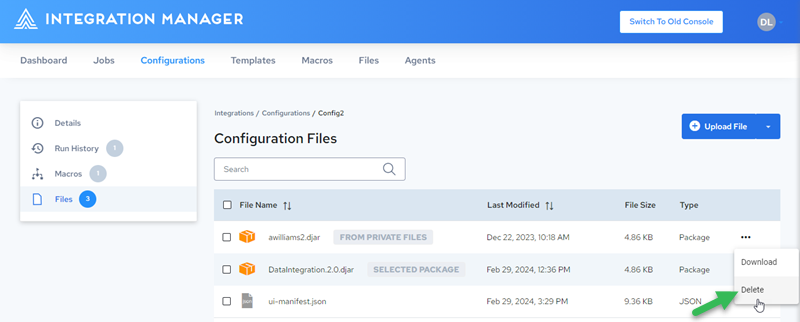 INTEGRATION MANAGER
Switch To Old Console
DL
Dashboard Jobs Configurations Templates Macros Files Agents
Details
Run History 1
Macros 1
Files 3
Integrations / Configurations / Config2
Configuration Files
Upload File
Search
File Name Last Modified File Size Type
awilliams2.djar FROM PRIVATE FILES Dec 22, 2023, 10:18 AM 4.86 KB Package
DataIntegration.2.0.djar SELECTED PACKAGE Feb 29, 2024, 12:36 PM 4.86 KB Package
ui-manifest.json Feb 29, 2024, 3:29 PM 9.36 KB JSON
Download
Delete